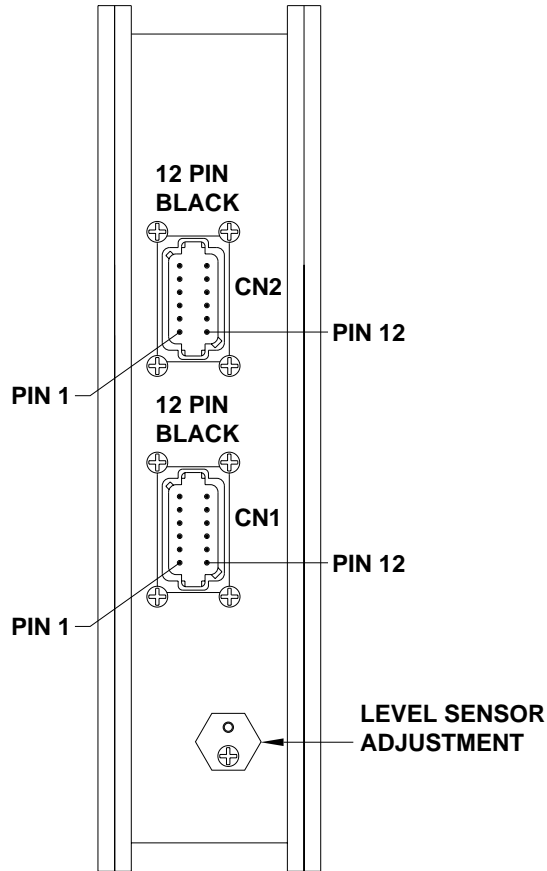 12 PIN
BLACK
CN2
PIN 12
PIN 1
12 PIN
BLACK
CN1
PIN 12
PIN 1
LEVEL SENSOR
ADJUSTMENT